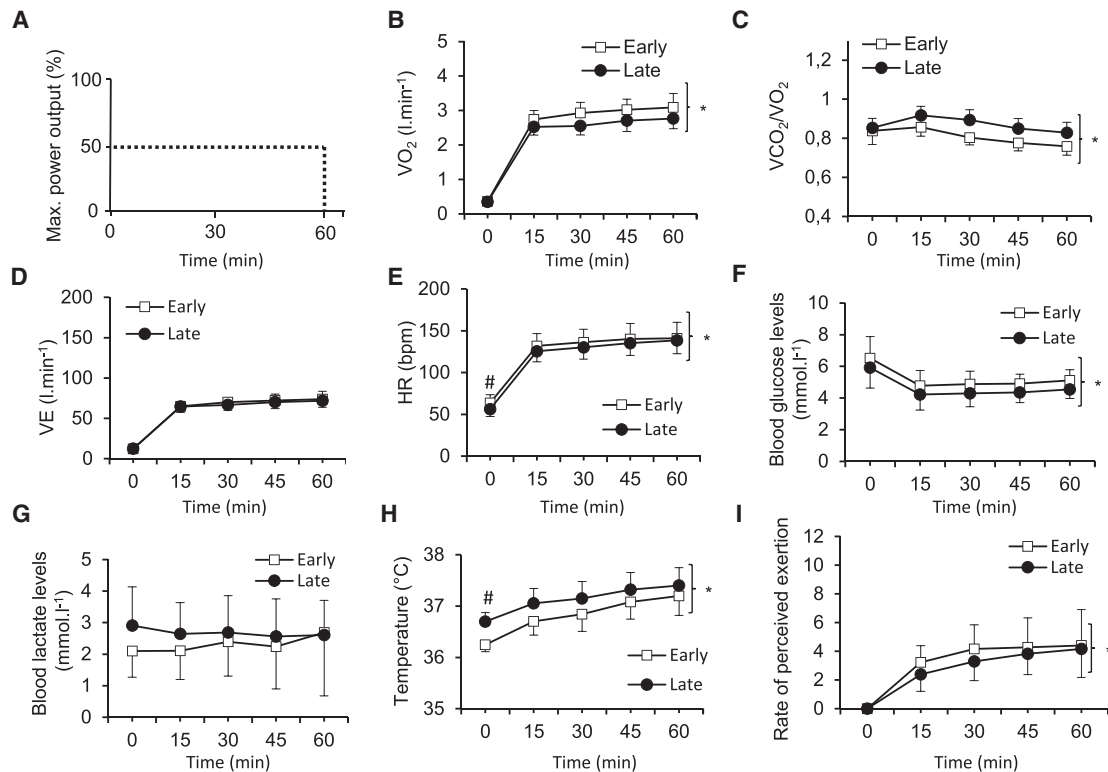 A
Max. power output (%)
100
50
0
0
30
60
Time (min)
B
VO2 (l.min-1)
5
4
3
2
1
0
Early
Late
*
0 15 30 45 60
Time (min)
C
VCO2/VO2
1,2
1
0,8
0,6
0,4
Early
Late
*
0 15 30 45 60
Time (min)
D
VE (l.min-1)
200
150
100
50
0
Early
Late
0 15 30 45 60
Time (min)
E
HR (bpm)
200
150
100
50
0
#
Early
Late
*
0 15 30 45 60
Time (min)
F
Blood glucose levels
(mmol.l-1)
10
8
6
4
2
0
Early
Late
*
0 15 30 45 60
Time (min)
G
Blood lactate levels
(mmol.l-1)
5
4
3
2
1
0
Early
Late
0 15 30 45 60
Time (min)
H
Temperature (°C)
38
37
36
35
#
Early
Late
*
0 15 30 45 60
Time (min)
I
Rate of perceived exertion
12
10
8
6
4
2
0
Early
Late
*
0 15 30 45 60
Time (min)